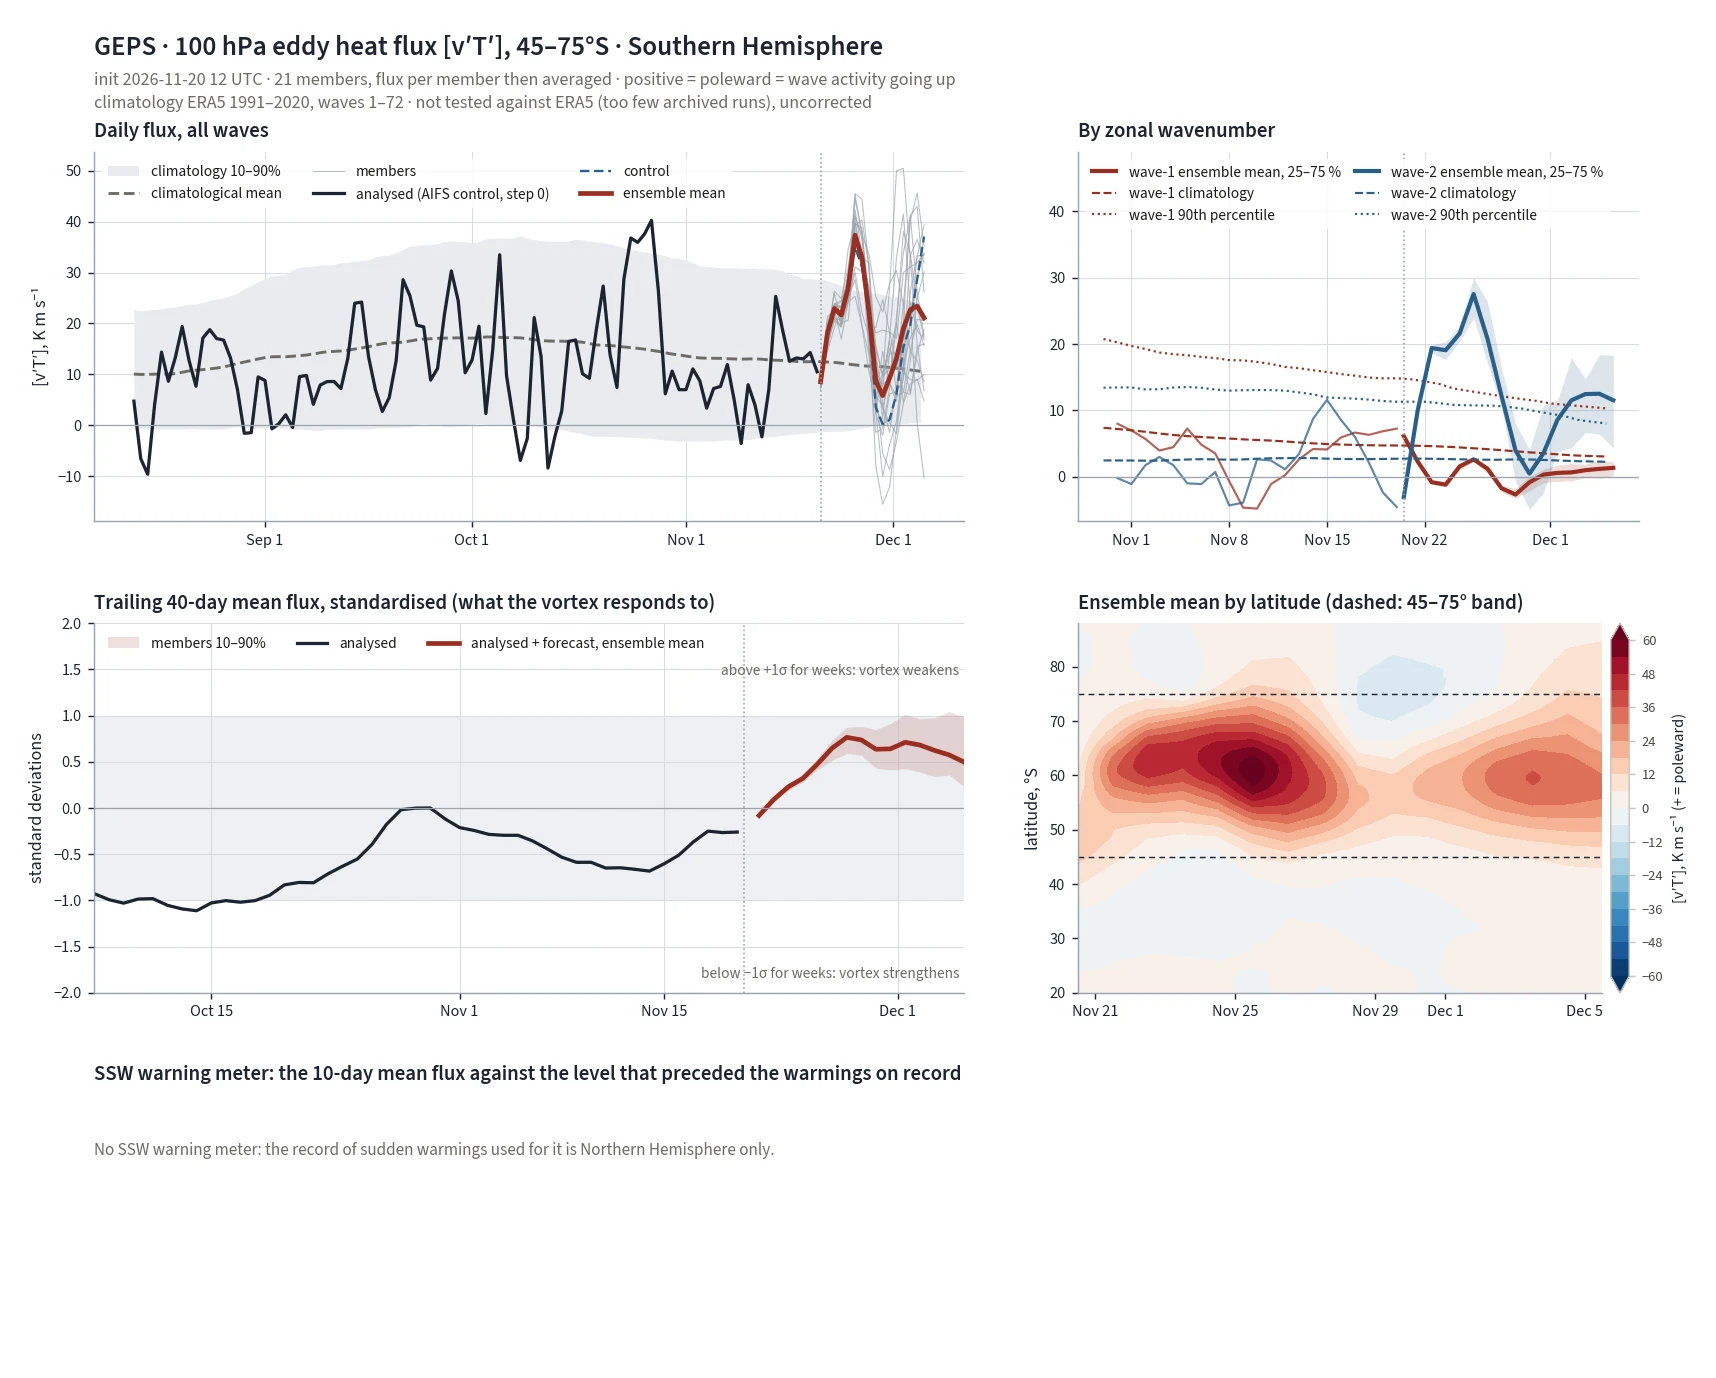 GEPS · 100 hPa eddy heat flux [v′T′], 45–75°S · Southern Hemisphere
init 2026-11-20 12 UTC · 21 members, flux per member then averaged · positive = poleward = wave activity going up
climatology ERA5 1991–2020, waves 1–72 · not tested against ERA5 (too few archived runs), uncorrected
Daily flux, all waves
climatology 10–90%
climatological mean
members
analysed (AIFS control, step 0)
control
ensemble mean
[v′T′], K m s⁻¹
50
40
30
20
10
0
−10
Sep 1
Oct 1
Nov 1
Dec 1
By zonal wavenumber
wave-1 ensemble mean, 25–75 %
wave-1 climatology
wave-1 90th percentile
wave-2 ensemble mean, 25–75 %
wave-2 climatology
wave-2 90th percentile
40
30
20
10
0
Nov 1
Nov 8
Nov 15
Nov 22
Dec 1
Trailing 40-day mean flux, standardised (what the vortex responds to)
members 10–90%
analysed
analysed + forecast, ensemble mean
above +1σ for weeks: vortex weakens
below −1σ for weeks: vortex strengthens
standard deviations
2.0
1.5
1.0
0.5
0.0
−0.5
−1.0
−1.5
−2.0
Oct 15
Nov 1
Nov 15
Dec 1
Ensemble mean by latitude (dashed: 45–75° band)
latitude, °S
80
70
60
50
40
30
20
Nov 21
Nov 25
Nov 29
Dec 1
Dec 5
60
48
36
24
12
0
−12
−24
−36
−48
−60
[v′T′], K m s⁻¹ (+ = poleward)
SSW warning meter: the 10-day mean flux against the level that preceded the warmings on record
No SSW warning meter: the record of sudden warmings used for it is Northern Hemisphere only.